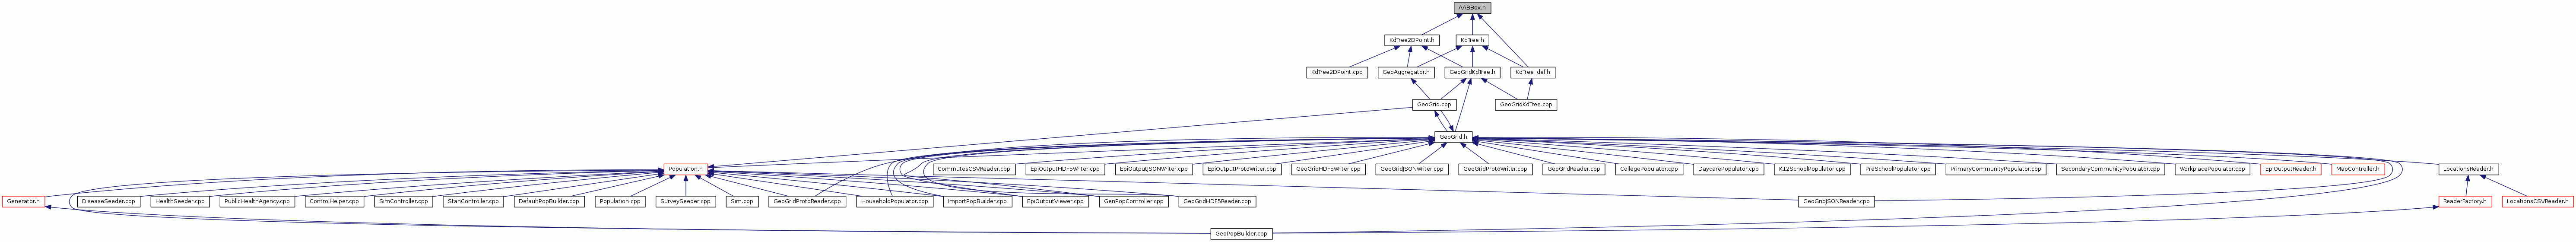 AABBox.h
KdTree2DPoint.h
KdTree.h
KdTree2DPoint.cpp
GeoAggregator.h
GeoGridKdTree.h
KdTree_def.h
GeoGrid.cpp
GeoGridKdTree.cpp
GeoGrid.h
Population.h
CommutesCSVReader.cpp
EpiOutputHDF5Writer.cpp
EpiOutputJSONWriter.cpp
EpiOutputProtoWriter.cpp
GeoGridHDF5Writer.cpp
GeoGridJSONWriter.cpp
GeoGridProtoWriter.cpp
GeoGridReader.cpp
CollegePopulator.cpp
DaycarePopulator.cpp
K12SchoolPopulator.cpp
PreSchoolPopulator.cpp
PrimaryCommunityPopulator.cpp
SecondaryCommunityPopulator.cpp
WorkplacePopulator.cpp
EpiOutputReader.h
MapController.h
LocationsReader.h
Generator.h
DiseaseSeeder.cpp
HealthSeeder.cpp
PublicHealthAgency.cpp
ControlHelper.cpp
SimController.cpp
StanController.cpp
DefaultPopBuilder.cpp
Population.cpp
SurveySeeder.cpp
Sim.cpp
GeoGridProtoReader.cpp
HouseholdPopulator.cpp
ImportPopBuilder.cpp
EpiOutputViewer.cpp
GenPopController.cpp
GeoGridHDF5Reader.cpp
GeoGridJSONReader.cpp
ReaderFactory.h
LocationsCSVReader.h
GeoPopBuilder.cpp